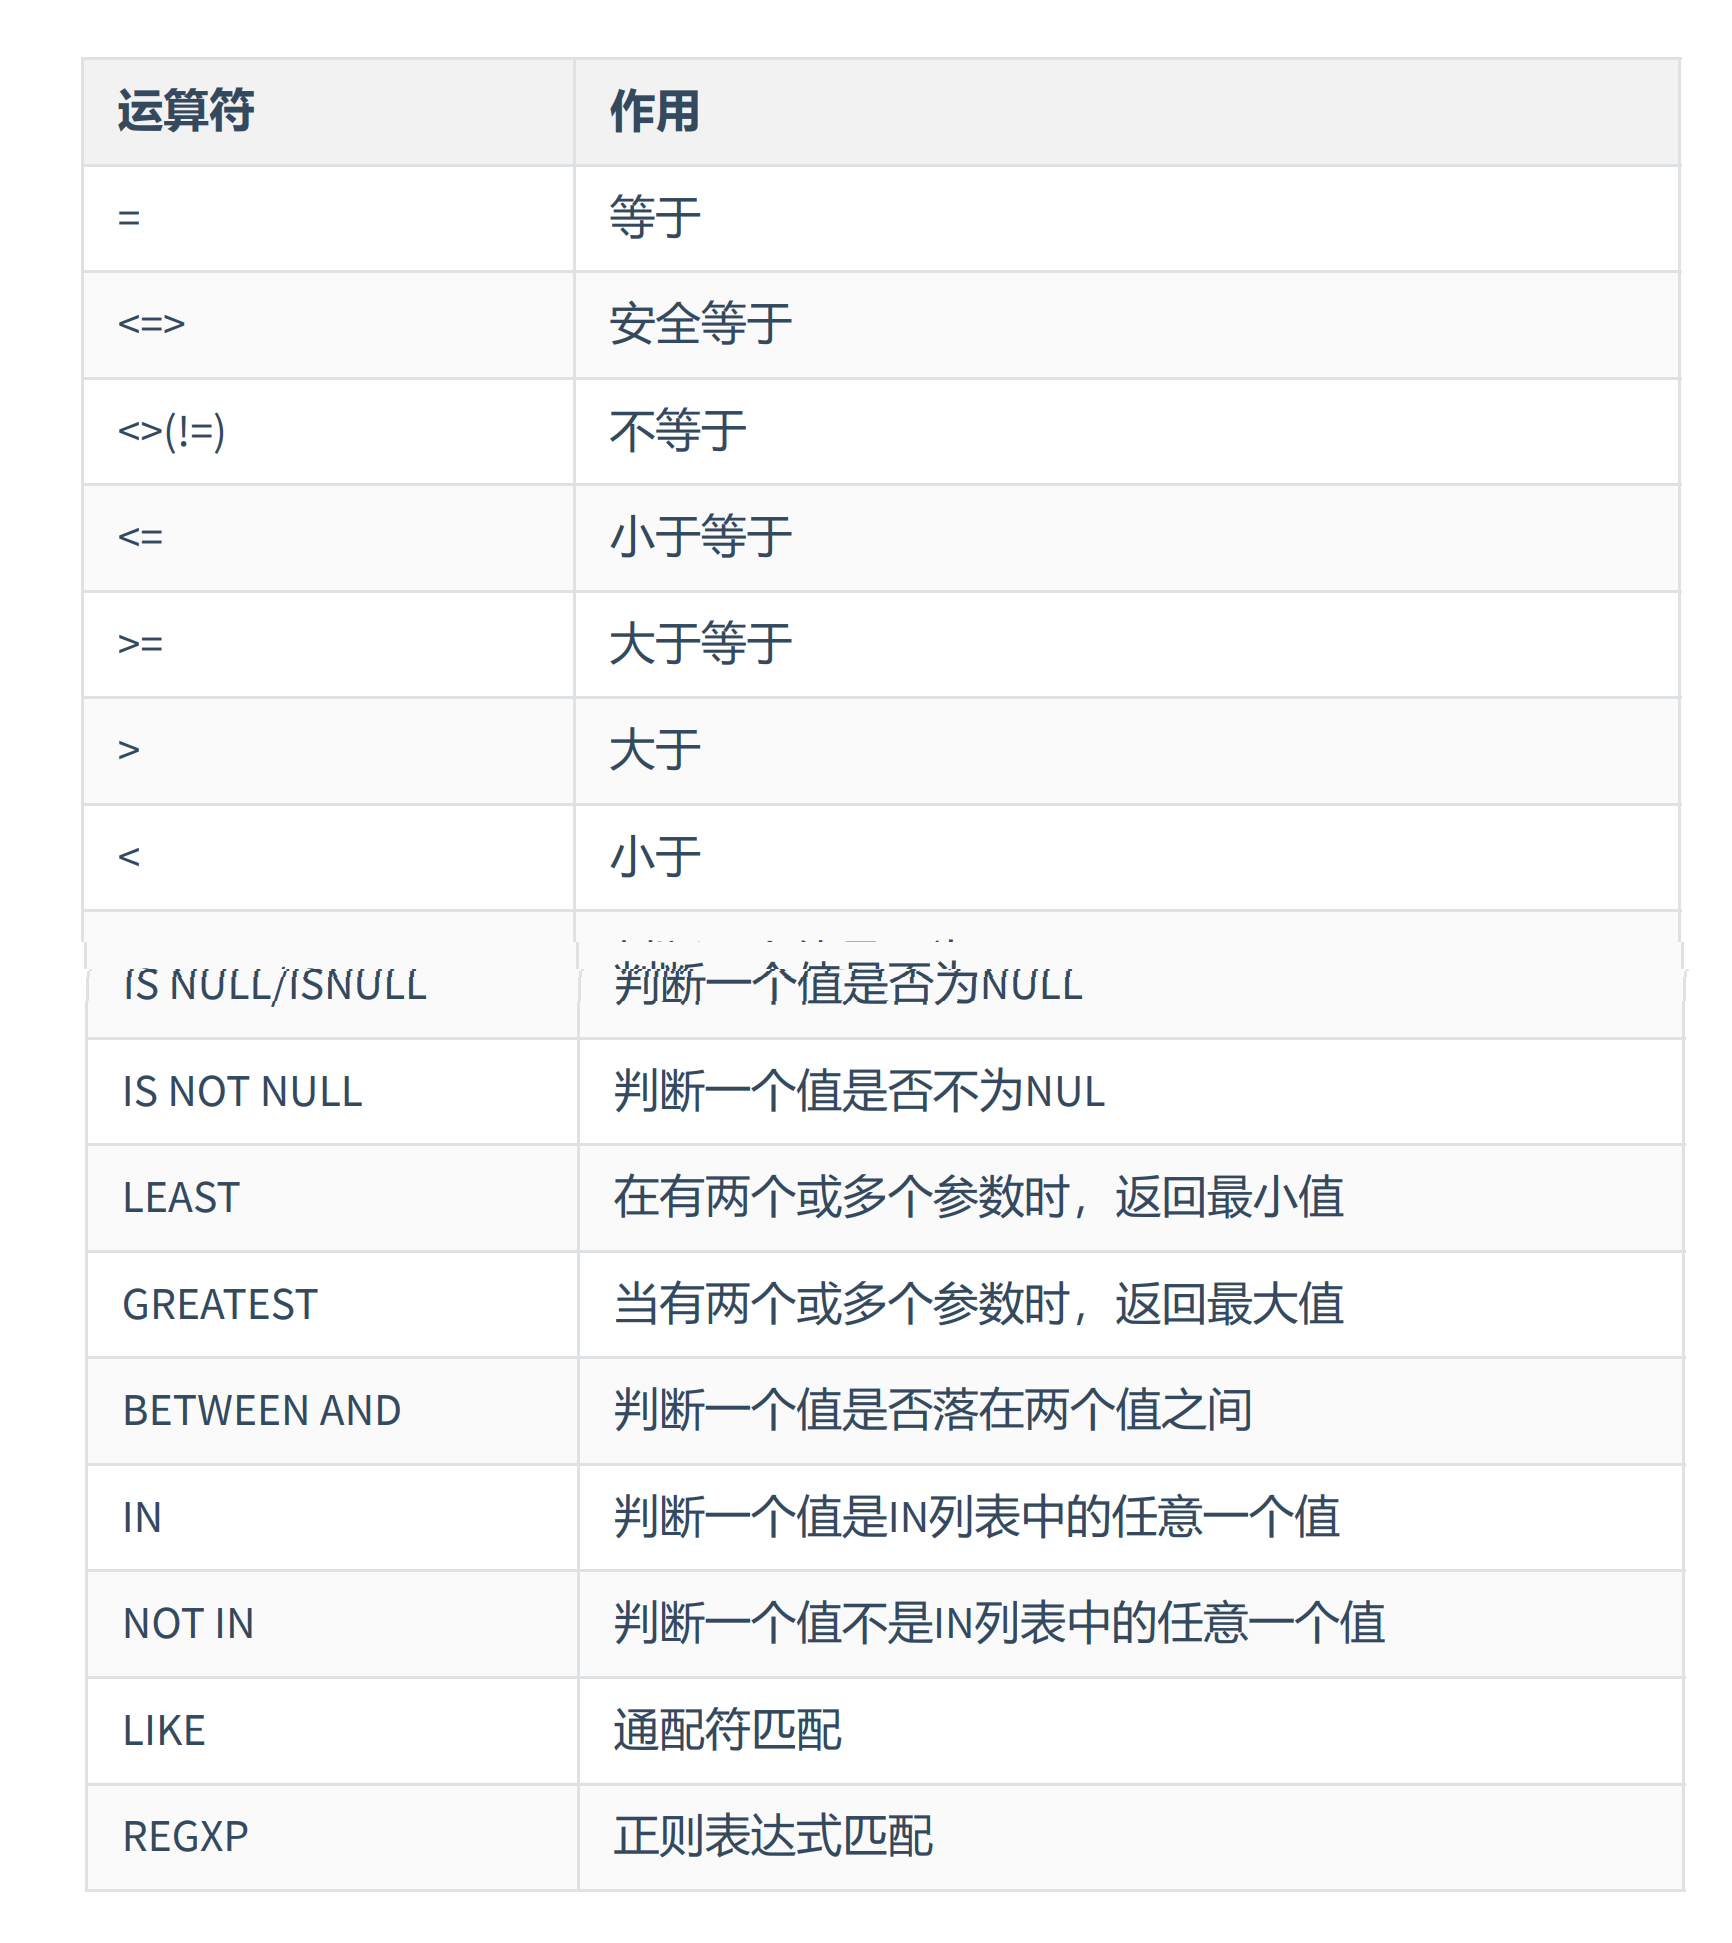 运算符 作用
= 等于
<=> 安全等于
<>(!=) 不等于
<= 小于等于
>= 大于等于
> 大于
< 小于
IS NULL/ISNULL 判断一个值是否为NULL
IS NOT NULL 判断一个值是否不为NUL
LEAST 在有两个或多个参数时，返回最小值
GREATEST 当有两个或多个参数时，返回最大值
BETWEEN AND 判断一个值是否落在两个值之间
IN 判断一个值是IN列表中的任意一个值
NOT IN 判断一个值不是IN列表中的任意一个值
LIKE 通配符匹配
REGXP 正则表达式匹配